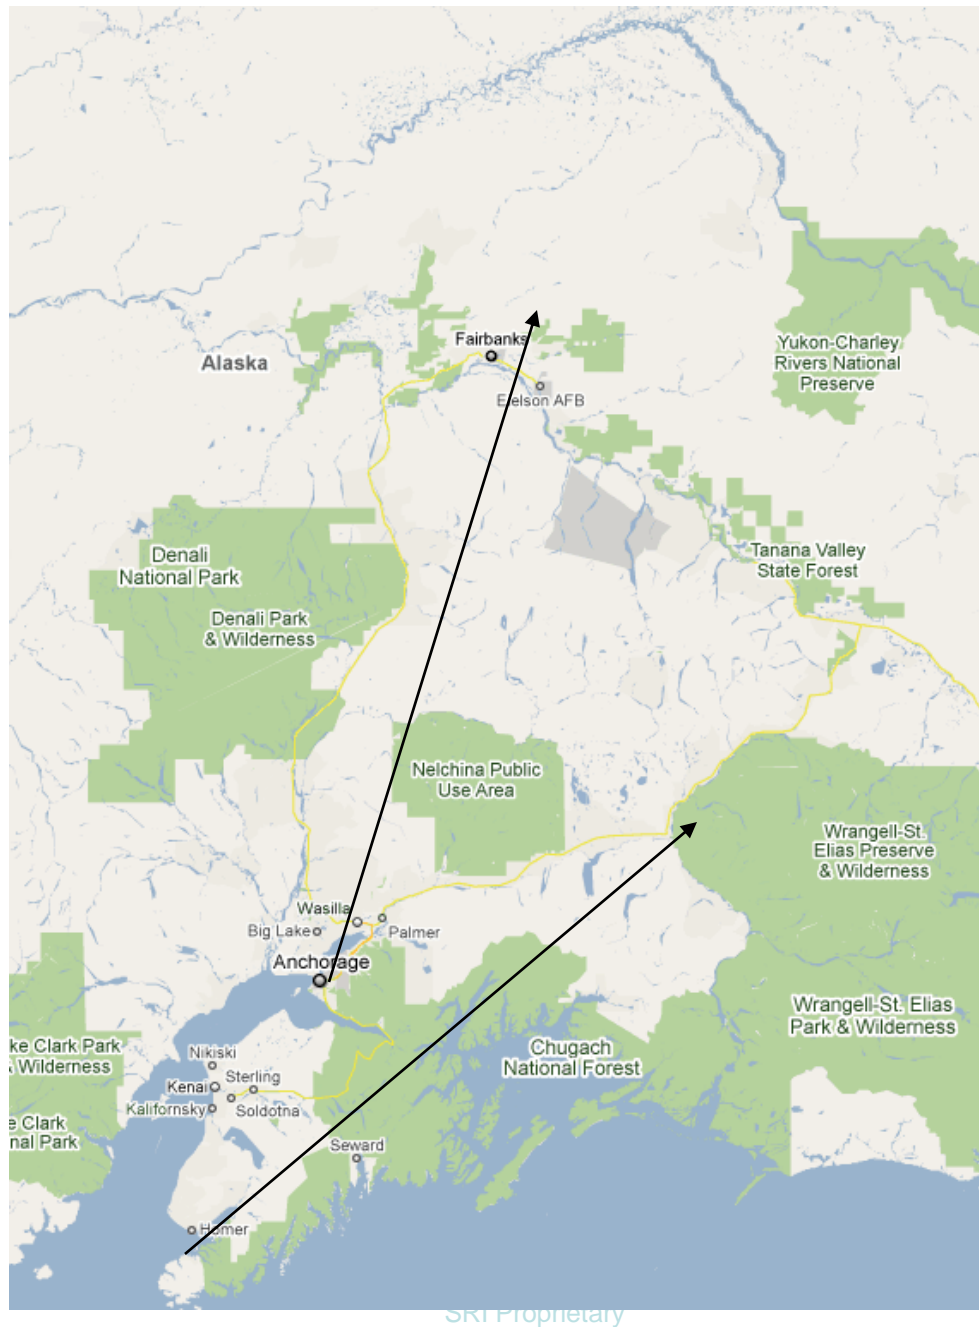 Fairbanks
Alaska
Eielson AFB
Yukon-Charley
Rivers National
Preserve
Denali
National Park
Tanana Valley
State Forest
Denali Park
& Wilderness
Nelchina Public
Use Area
Wrangell-St.
Elias Preserve
& Wilderness
Wasilla
Big Lake
Palmer
Anchorage
Wrangell-St. Elias
Park & Wilderness
ke Clark Park
& Wilderness
Nikiski
Chugach
National Forest
Kenai
Sterling
Kalifornsky
Soldotna
e Clark
nal Park
Seward
Homer
SRI Proprietary